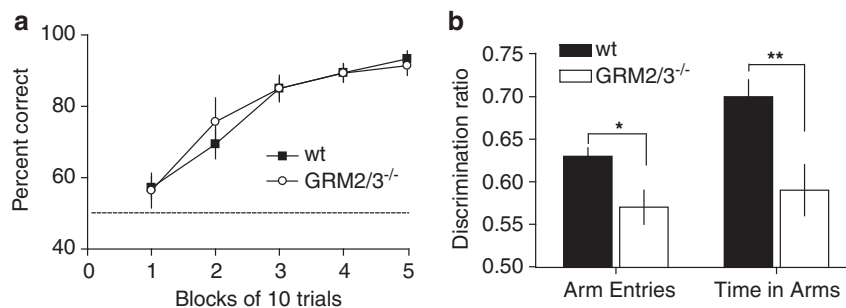 a
Percent correct
100
80
60
40
0
1
2
3
4
5
Blocks of 10 trials
wt
GRM2/3-/-
b
Discrimination ratio
0.75
0.70
0.65
0.60
0.55
0.50
wt
GRM2/3-/-
*
**
Arm Entries
Time in Arms